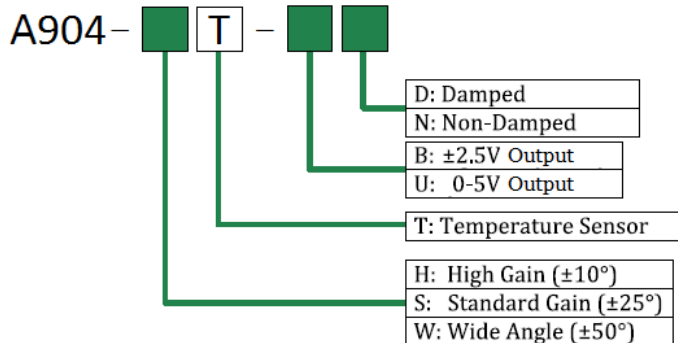 A904- T -
D: Damped
N: Non-Damped
B: ±2.5V Output
U: 0-5V Output
T: Temperature Sensor
H: High Gain (±10°)
S: Standard Gain (±25°)
W: Wide Angle (±50°)